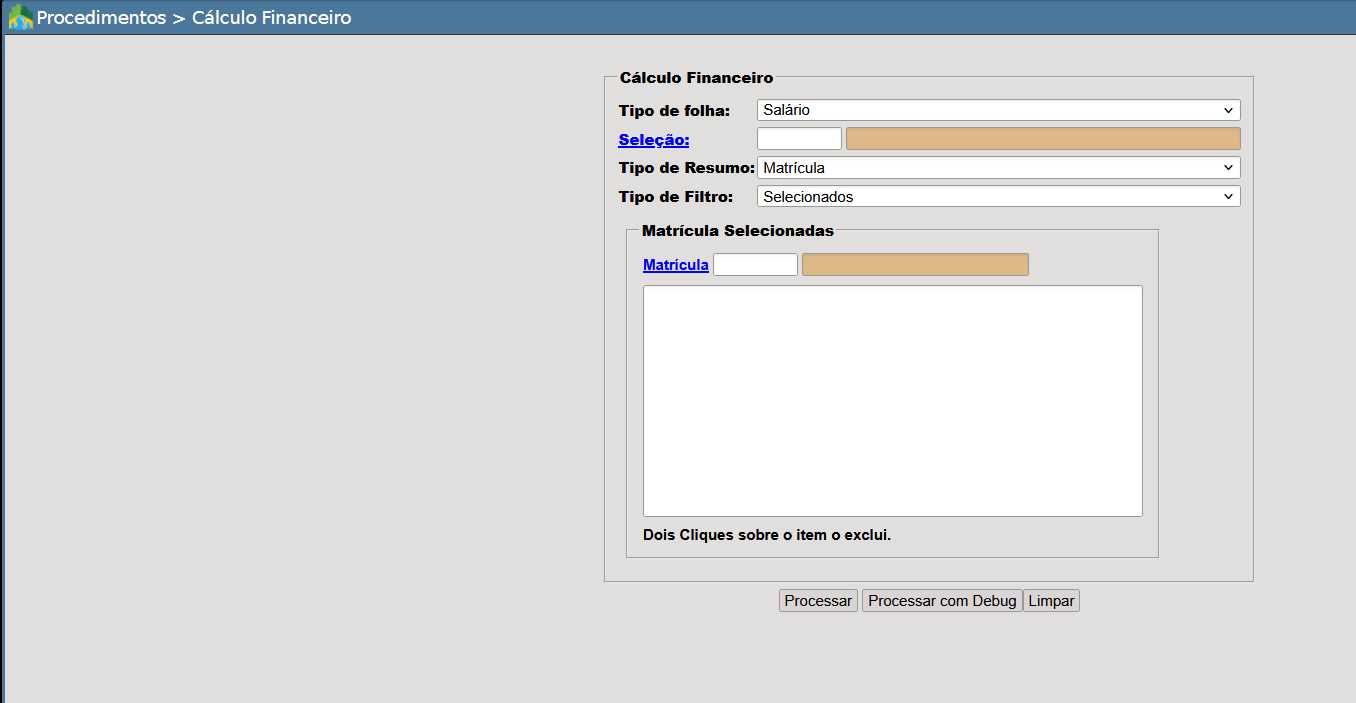 Procedimentos > Cálculo Financeiro
Cálculo Financeiro
Tipo de folha: Salário
Seleção:
Tipo de Resumo: Matrícula
Tipo de Filtro: Selecionados
Matrícula Selecionadas
Matrícula
Dois Cliques sobre o item o exclui.
Processar Processar com Debug Limpar